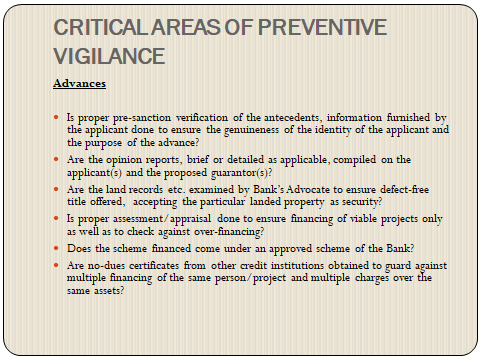 CRITICAL AREAS OF PREVENTIVE
VIGILANCE
Advances
• Is proper pre-sanction verification of the antecedents, information furnished by
the applicant done to ensure the genuineness of the identity of the applicant and
the purpose of the advance?
• Are the opinion reports, brief or detailed as applicable, compiled on the
applicant(s) and the proposed guarantor(s)?
• Are the land records etc. examined by Bank's Advocate to ensure defect-free
title offered, accepting the particular landed property as security?
• Is proper assessment/appraisal done to ensure financing of viable projects only
as well as to check against over-financing?
• Does the scheme financed come under an approved scheme of the Bank?
• Are no-dues certificates from other credit institutions obtained to guard against
multiple financing of the same person/project and multiple charges over the
same assets?